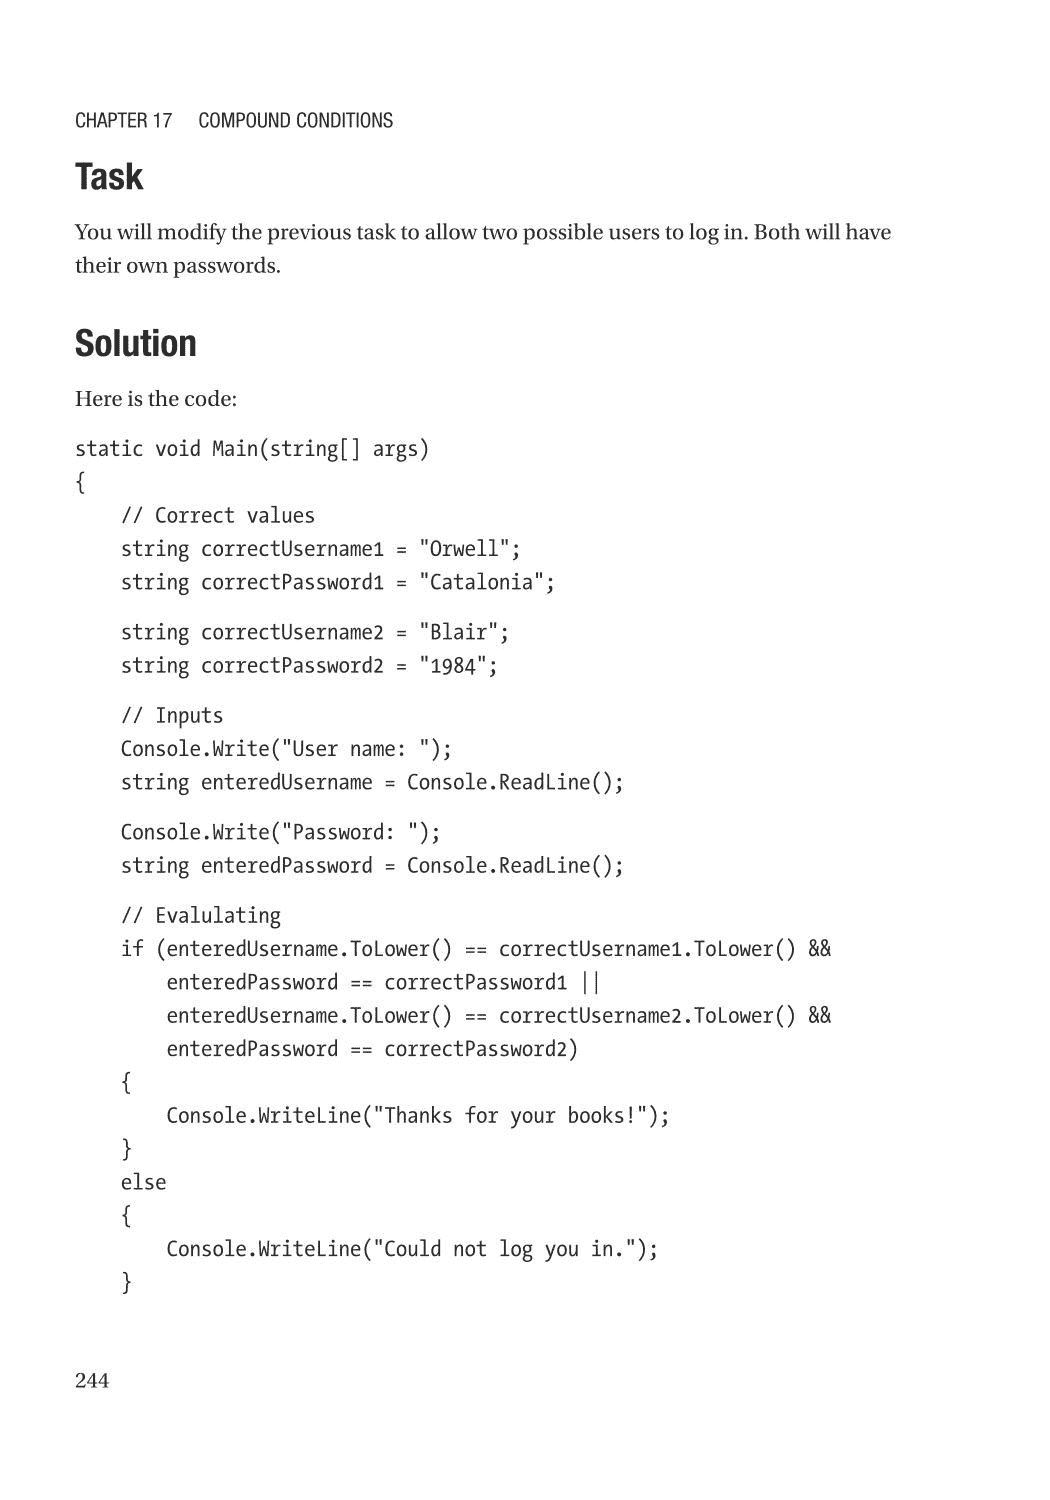 CHAPTER 17 COMPOUND CONDITIONS
Task
You will modify the previous task to allow two possible users to log in. Both will have
their own passwords.
Solution
Here is the code:
static void Main(string[] args)
{
    // Correct values
    string correctUsername1 = "Orwell";
    string correctPassword1 = "Catalonia";
    string correctUsername2 = "Blair";
    string correctPassword2 = "1984";
    // Inputs
    Console.Write("User name: ");
    string enteredUsername = Console.ReadLine();
    Console.Write("Password: ");
    string enteredPassword = Console.ReadLine();
    // Evalulating
    if (enteredUsername.ToLower() == correctUsername1.ToLower() &&
        enteredPassword == correctPassword1 ||
        enteredUsername.ToLower() == correctUsername2.ToLower() &&
        enteredPassword == correctPassword2)
    {
        Console.WriteLine("Thanks for your books!");
    }
    else
    {
        Console.WriteLine("Could not log you in.");
    }
244